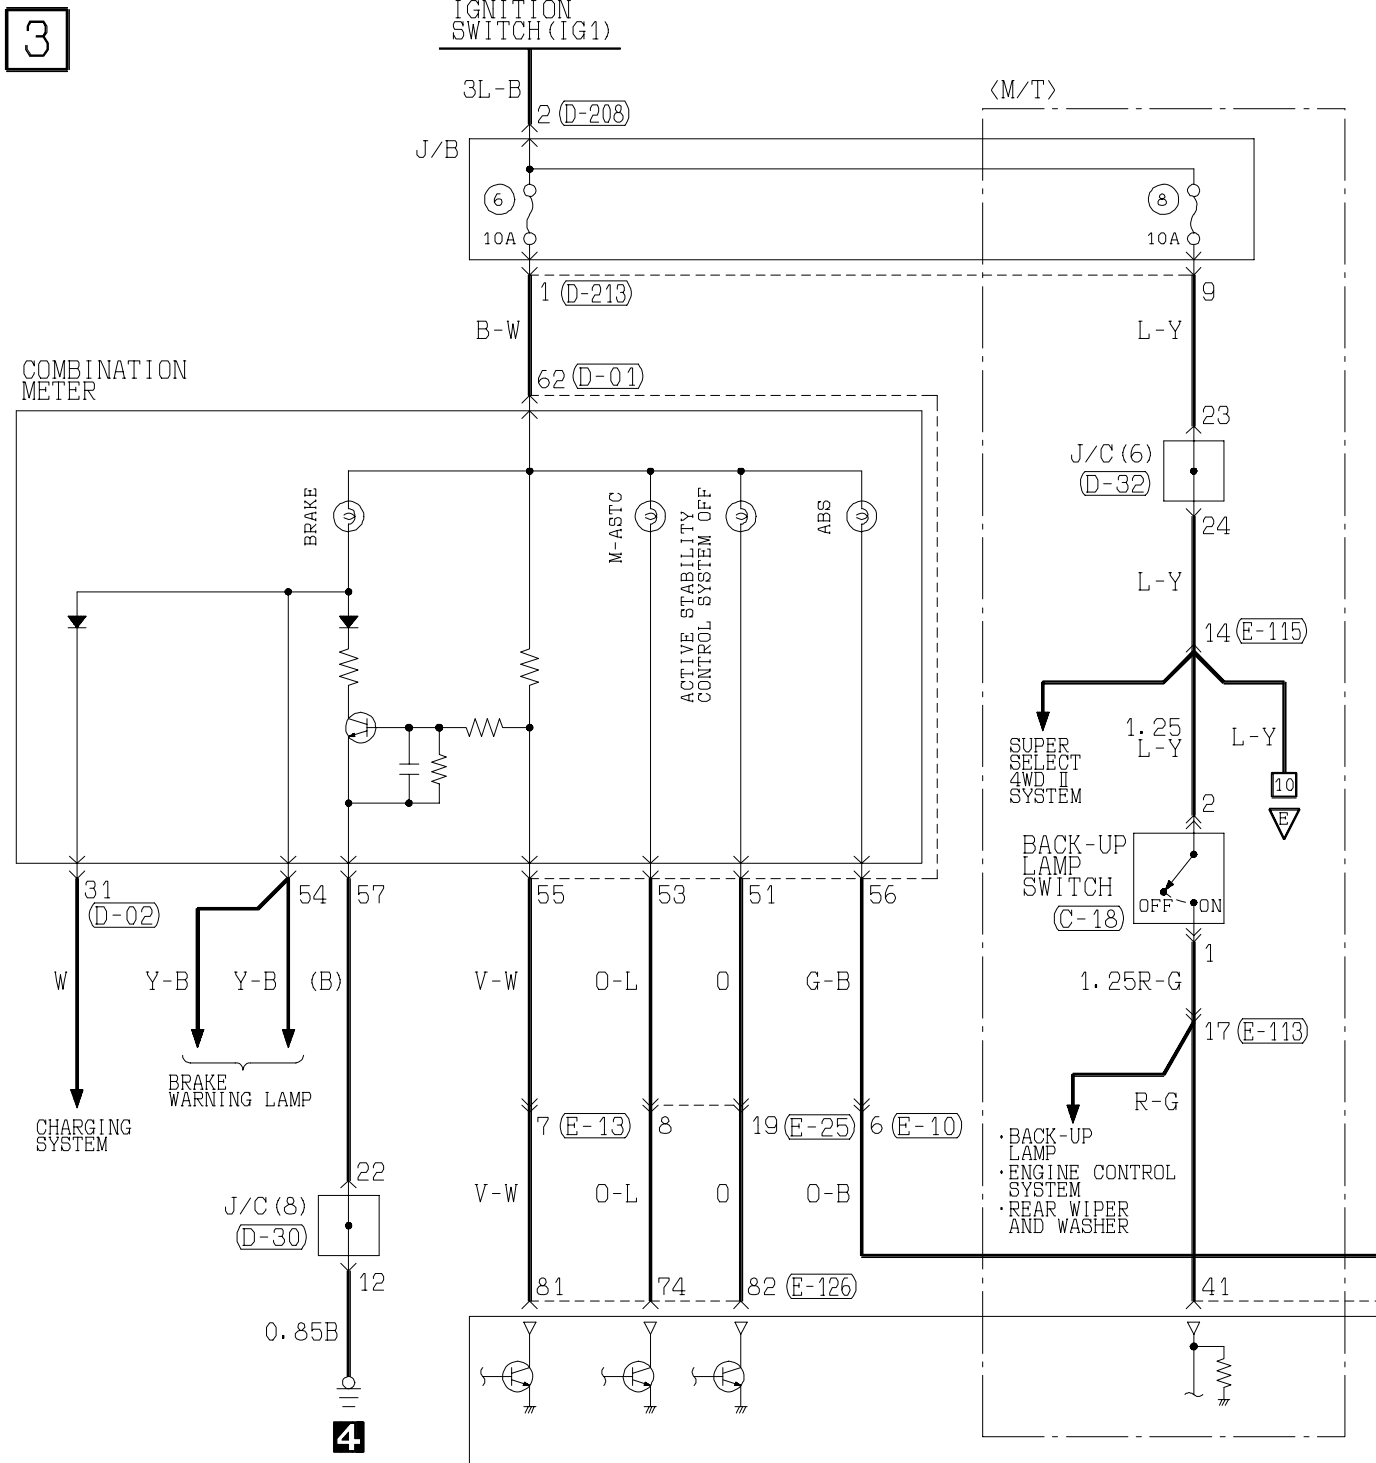 3
IGNITION
SWITCH(IG1)
3L-B
2 (D-208)
<M/T>
J/B
6
10A
8
10A
1 (D-213)
9
B-W
L-Y
COMBINATION
METER
62 (D-01)
23
J/C(6)
(D-32)
24
BRAKE
M-ASTC
ACTIVE STABILITY
CONTROL SYSTEM OFF
ABS
L-Y
14 (E-115)
1.25
L-Y
L-Y
SUPER
SELECT
4WD II
SYSTEM
10
E
2
BACK-UP
LAMP
SWITCH
OFF
ON
(C-18)
31
(D-02)
54
57
55
53
51
56
1
W
Y-B
Y-B
(B)
V-W
O-L
O
G-B
1.25R-G
17 (E-113)
BRAKE
WARNING LAMP
R-G
CHARGING
SYSTEM
7 (E-13)
8
19 (E-25)
6 (E-10)
·BACK-UP
LAMP
·ENGINE CONTROL
SYSTEM
·REAR WIPER
AND WASHER
22
J/C(8)
(D-30)
V-W
O-L
O
O-B
12
81
74
82 (E-126)
41
0.85B
4